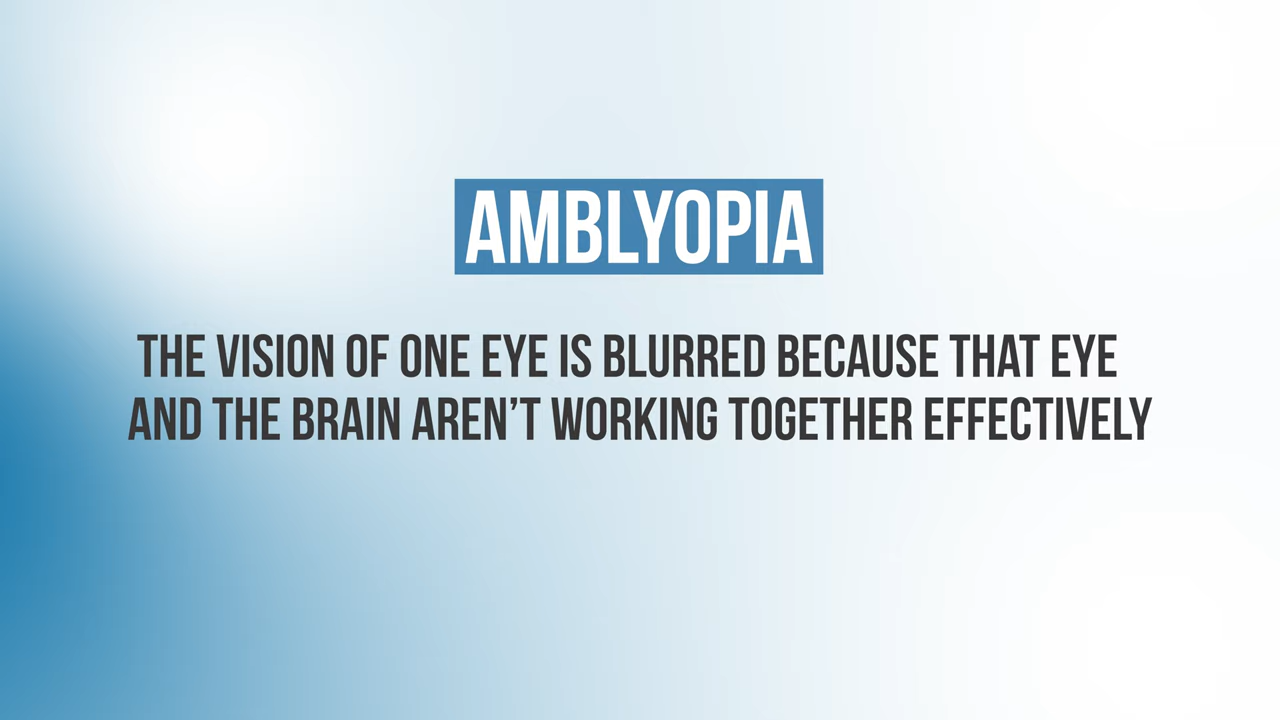 AMBLYOPIA
THE VISION OF ONE EYE IS BLURRED BECAUSE THAT EYE
AND THE BRAIN AREN’T WORKING TOGETHER EFFECTIVELY